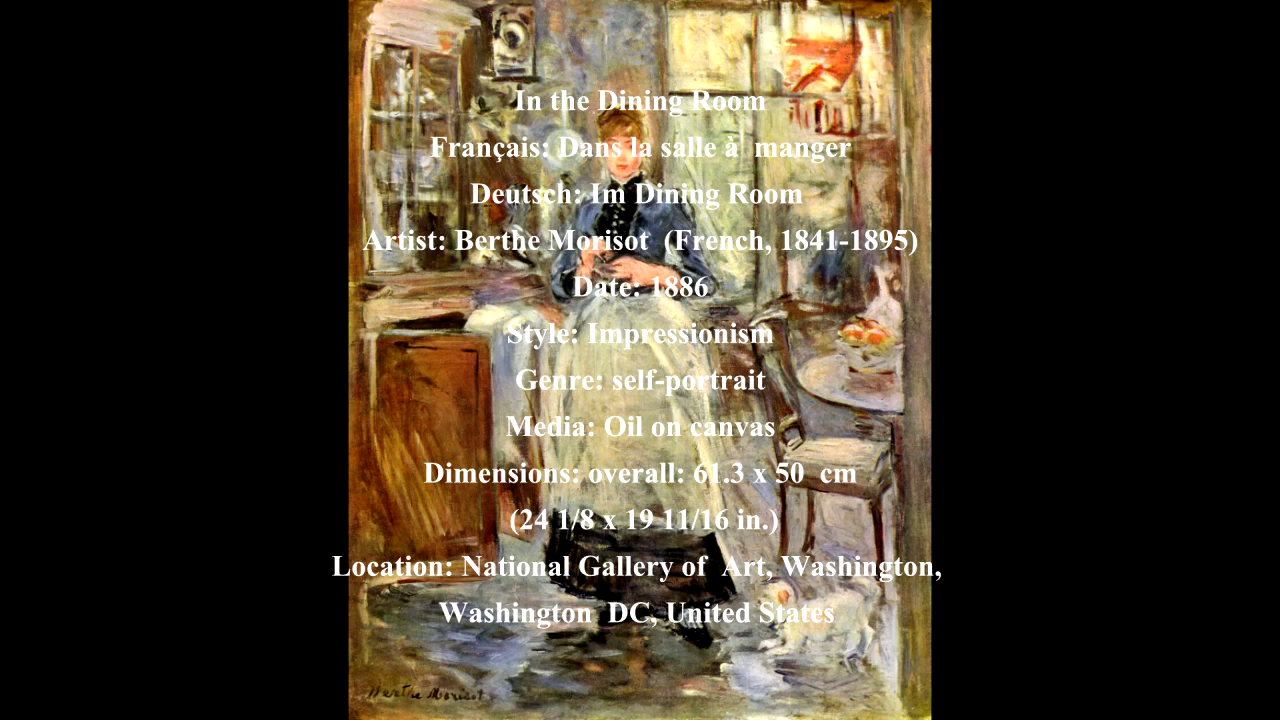 In the Dining Room
Français: Dans la salle à manger
Deutsch: Im Dining Room
Artist: Berthe Morisot (French, 1841-1895)
Date: 1886
Style: Impressionism
Genre: self-portrait
Media: Oil on canvas
Dimensions: overall: 61.3 x 50 cm
(24 1/8 x 19 11/16 in.)
Location: National Gallery of Art, Washington,
Washington DC, United States
Berthe Morisot